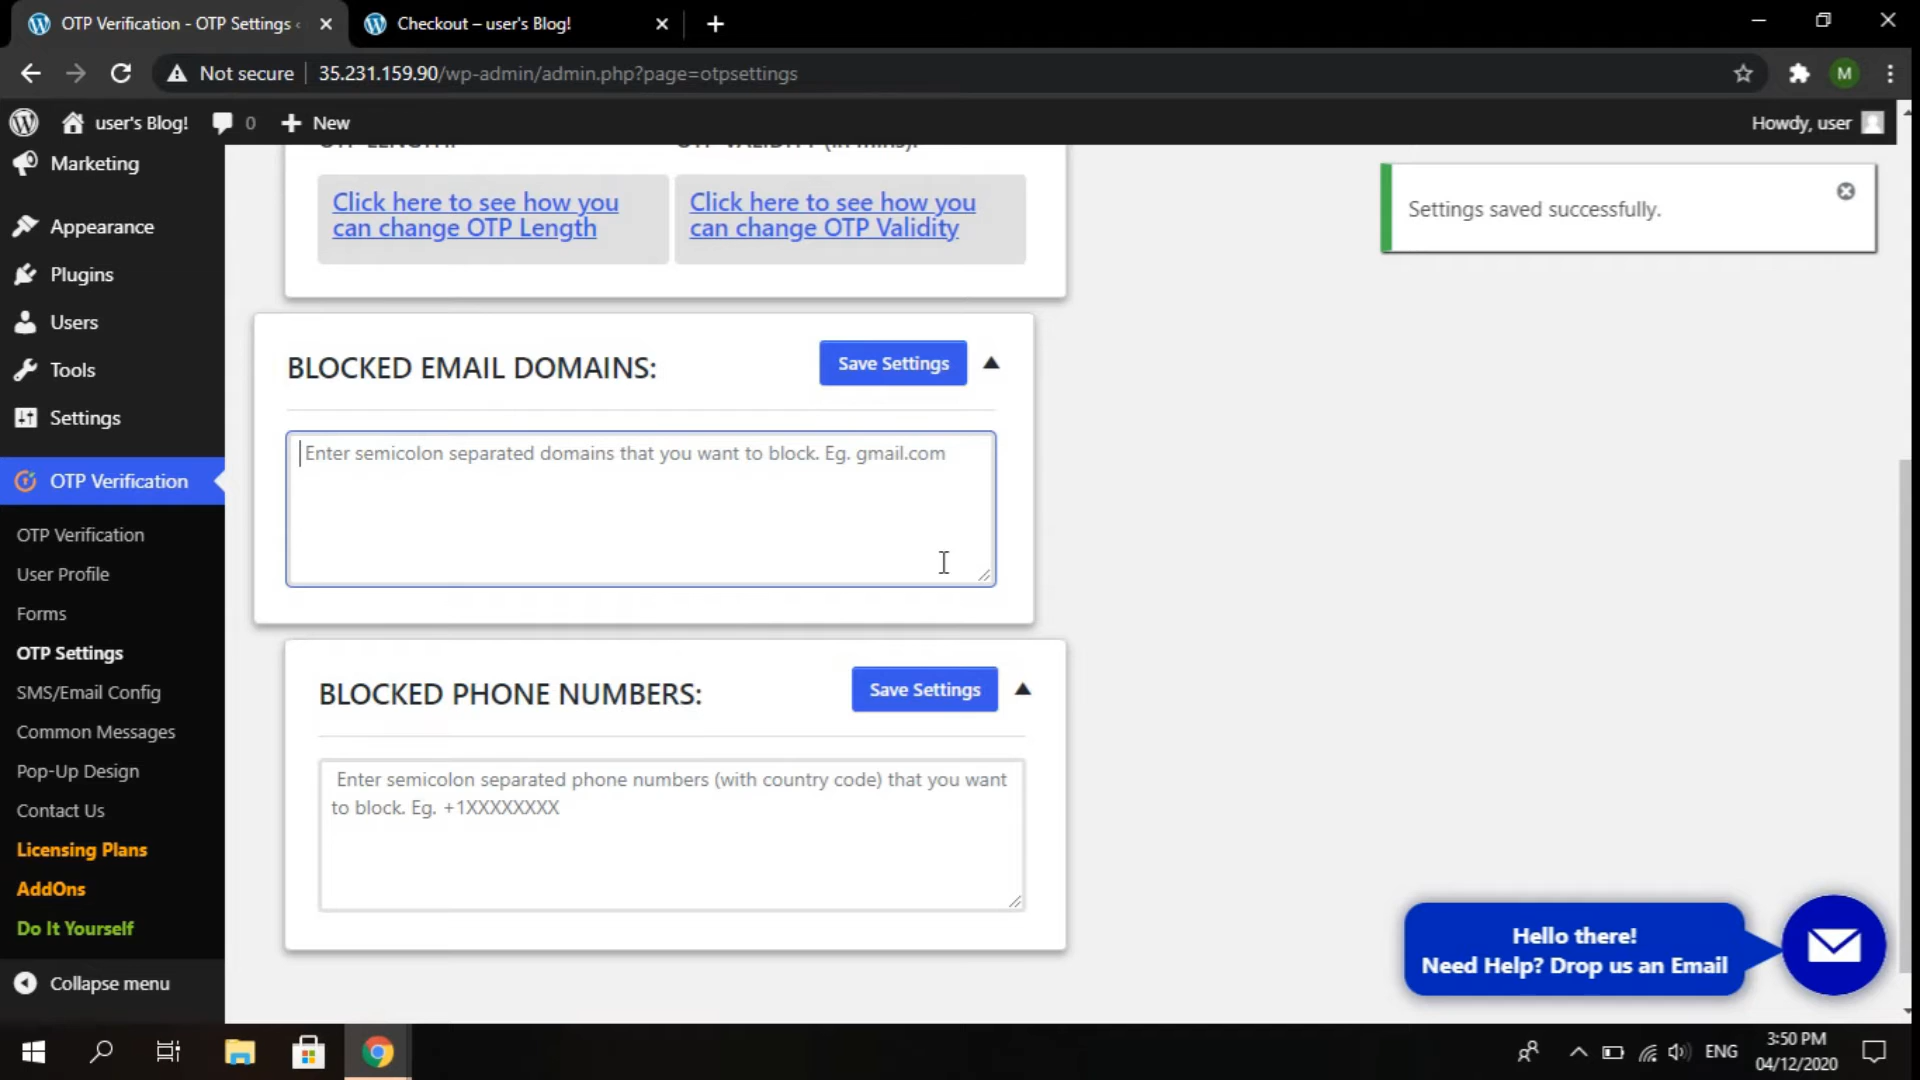 OTP Verification - OTP Settings ‹
Checkout – user's Blog!
Not secure
35.231.159.90/wp-admin/admin.php?page=otpsettings
M
user's Blog!
0
New
Howdy, user
Marketing
Appearance
Plugins
Users
Tools
Settings
OTP Verification
OTP Verification
User Profile
Forms
OTP Settings
SMS/Email Config
Common Messages
Pop-Up Design
Contact Us
Licensing Plans
AddOns
Do It Yourself
Collapse menu
OTP LENGTH:
OTP VALIDITY (in mins):
Click here to see how you
can change OTP Length
Click here to see how you
can change OTP Validity
Settings saved successfully.
BLOCKED EMAIL DOMAINS:
Save Settings
Enter semicolon separated domains that you want to block. Eg. gmail.com
BLOCKED PHONE NUMBERS:
Save Settings
Enter semicolon separated phone numbers (with country code) that you want
to block. Eg. +1XXXXXXXX
Hello there!
Need Help? Drop us an Email
ENG
3:50 PM
04/12/2020